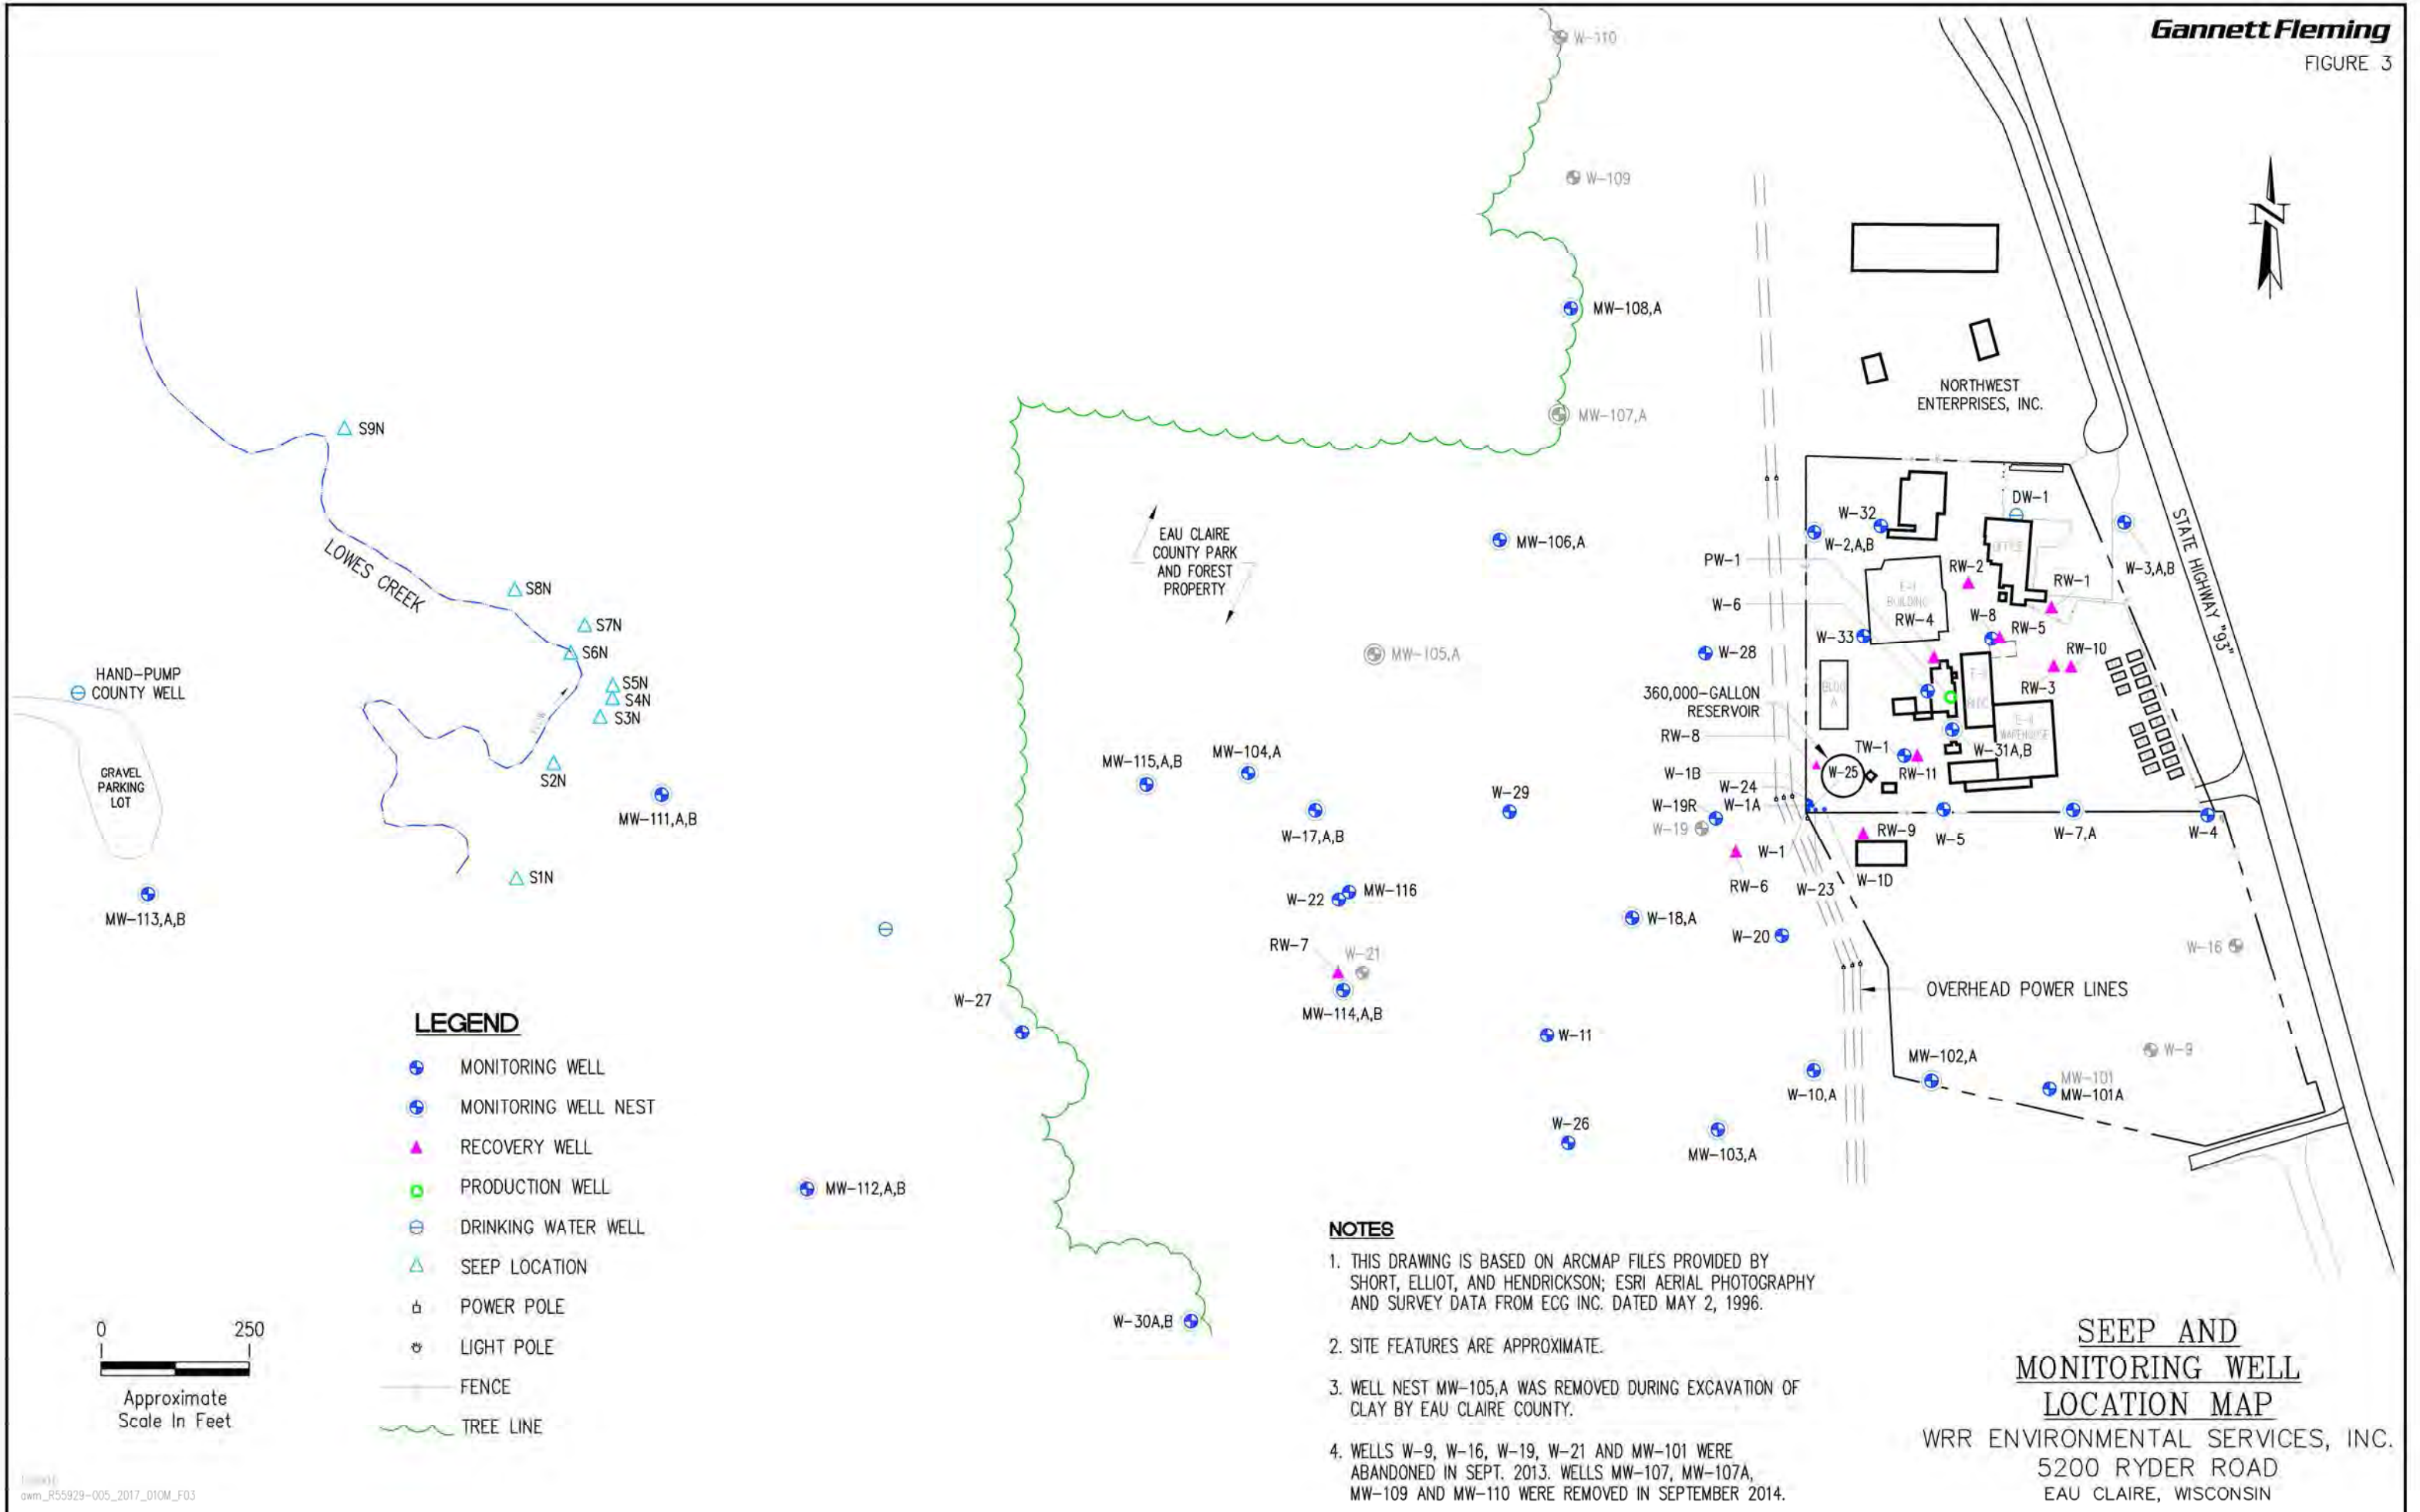 Gannett Fleming
FIGURE 3
W-110
W-109
MW-108,A
MW-107,A
NORTHWEST
ENTERPRISES, INC.
STATE HIGHWAY "93"
S9N
LOWES CREEK
S8N
S7N
S6N
S5N
S4N
S3N
S2N
S1N
FLOW
HAND-PUMP
COUNTY WELL
GRAVEL
PARKING
LOT
MW-113,A,B
MW-111,A,B
EAU CLAIRE
COUNTY PARK
AND FOREST
PROPERTY
MW-106,A
MW-105,A
MW-115,A,B
MW-104,A
W-17,A,B
W-29
W-22
MW-116
RW-7
W-21
MW-114,A,B
W-27
MW-112,A,B
W-30A,B
W-11
W-26
MW-103,A
W-10,A
W-18,A
W-20
W-28
DW-1
W-32
W-2,A,B
W-3,A,B
OFFICE
PW-1
RW-2
RW-1
E-1
BUILDING
W-6
RW-4
W-8
RW-5
W-33
RW-10
RW-3
BLDG
A
360,000-GALLON
RESERVOIR
E-4
WAREHOUSE
RW-8
TW-1
W-31A,B
W-25
RW-11
W-1B
W-24
W-19R
W-1A
W-19
RW-9
W-5
W-7,A
W-4
W-1
RW-6
W-23
W-1D
W-16
OVERHEAD POWER LINES
W-9
MW-102,A
MW-101
MW-101A
LEGEND
MONITORING WELL
MONITORING WELL NEST
RECOVERY WELL
PRODUCTION WELL
DRINKING WATER WELL
SEEP LOCATION
POWER POLE
LIGHT POLE
FENCE
TREE LINE
0 250
Approximate
Scale In Feet
NOTES
1. THIS DRAWING IS BASED ON ARCMAP FILES PROVIDED BY
SHORT, ELLIOT, AND HENDRICKSON; ESRI AERIAL PHOTOGRAPHY
AND SURVEY DATA FROM ECG INC. DATED MAY 2, 1996.
2. SITE FEATURES ARE APPROXIMATE.
3. WELL NEST MW-105,A WAS REMOVED DURING EXCAVATION OF
CLAY BY EAU CLAIRE COUNTY.
4. WELLS W-9, W-16, W-19, W-21 AND MW-101 WERE
ABANDONED IN SEPT. 2013. WELLS MW-107, MW-107A,
MW-109 AND MW-110 WERE REMOVED IN SEPTEMBER 2014.
SEEP AND
MONITORING WELL
LOCATION MAP
WRR ENVIRONMENTAL SERVICES, INC.
5200 RYDER ROAD
EAU CLAIRE, WISCONSIN
awm_R55929-005_2017_010M_F03